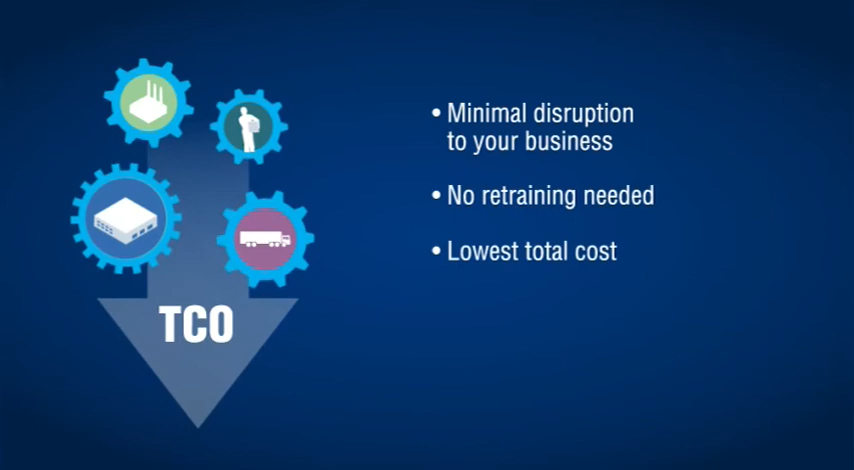 • Minimal disruption
to your business
• No retraining needed
• Lowest total cost
TCO